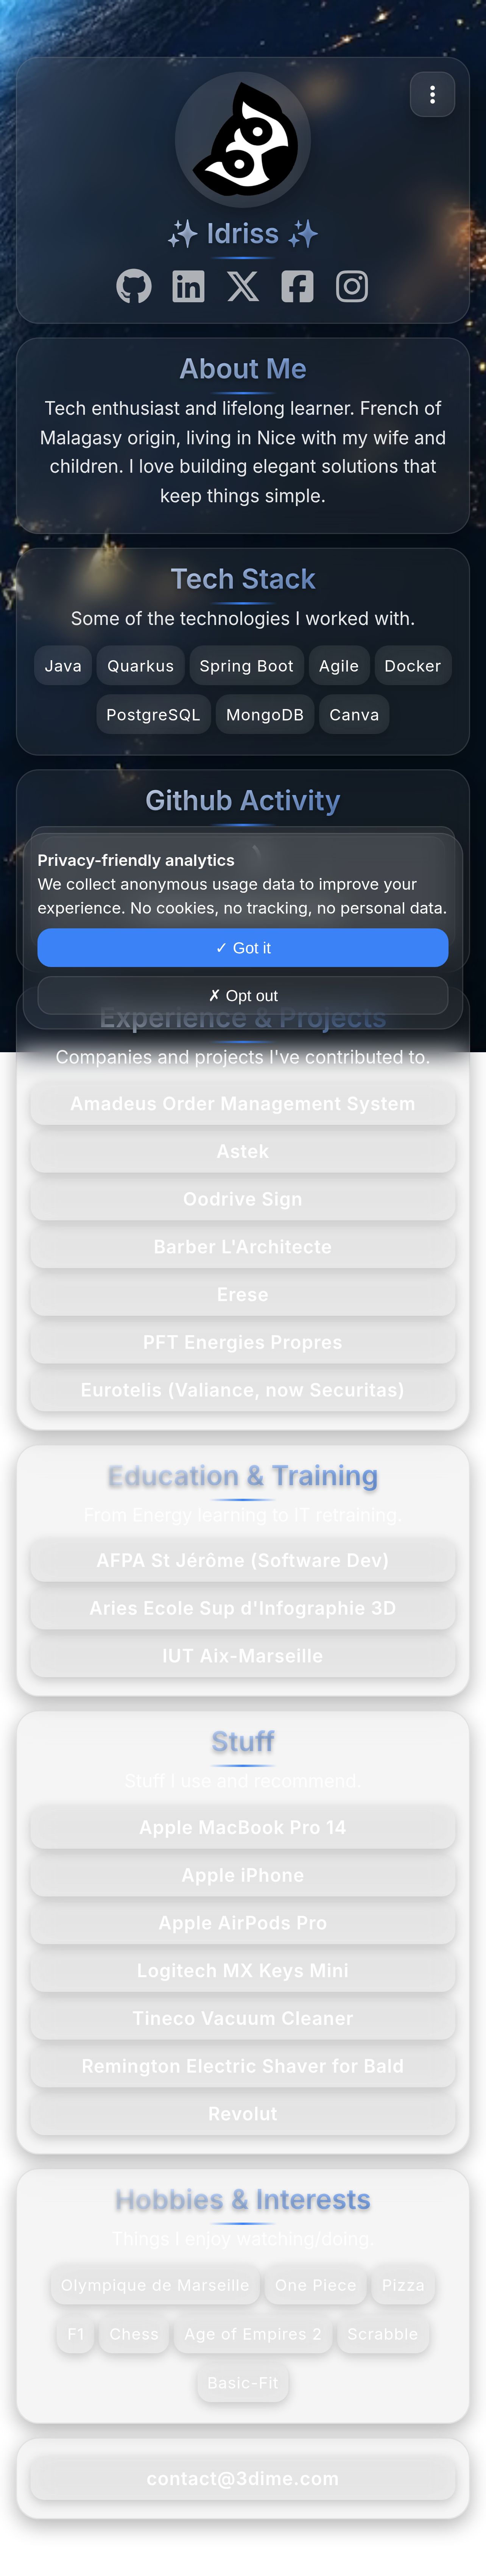 ✨ Idriss ✨
About Me
Tech enthusiast and lifelong learner. French of
Malagasy origin, living in Nice with my wife and
children. I love building elegant solutions that
keep things simple.
Tech Stack
Some of the technologies I worked with.
Java Quarkus Spring Boot Agile Docker
PostgreSQL MongoDB Canva
Github Activity
Privacy-friendly analytics
We collect anonymous usage data to improve your
experience. No cookies, no tracking, no personal data.
✓ Got it
✗ Opt out
Experience & Projects
Companies and projects I've contributed to.
Amadeus Order Management System
Astek
Oodrive Sign
Barber L'Architecte
Erese
PFT Energies Propres
Eurotelis (Valiance, now Securitas)
Education & Training
From Energy learning to IT retraining.
AFPA St Jérôme (Software Dev)
Aries Ecole Sup d'Infographie 3D
IUT Aix-Marseille
Stuff
Stuff I use and recommend.
Apple MacBook Pro 14
Apple iPhone
Apple AirPods Pro
Logitech MX Keys Mini
Tineco Vacuum Cleaner
Remington Electric Shaver for Bald
Revolut
Hobbies & Interests
Things I enjoy watching/doing.
Olympique de Marseille One Piece Pizza
F1 Chess Age of Empires 2 Scrabble
Basic-Fit
contact@3dime.com